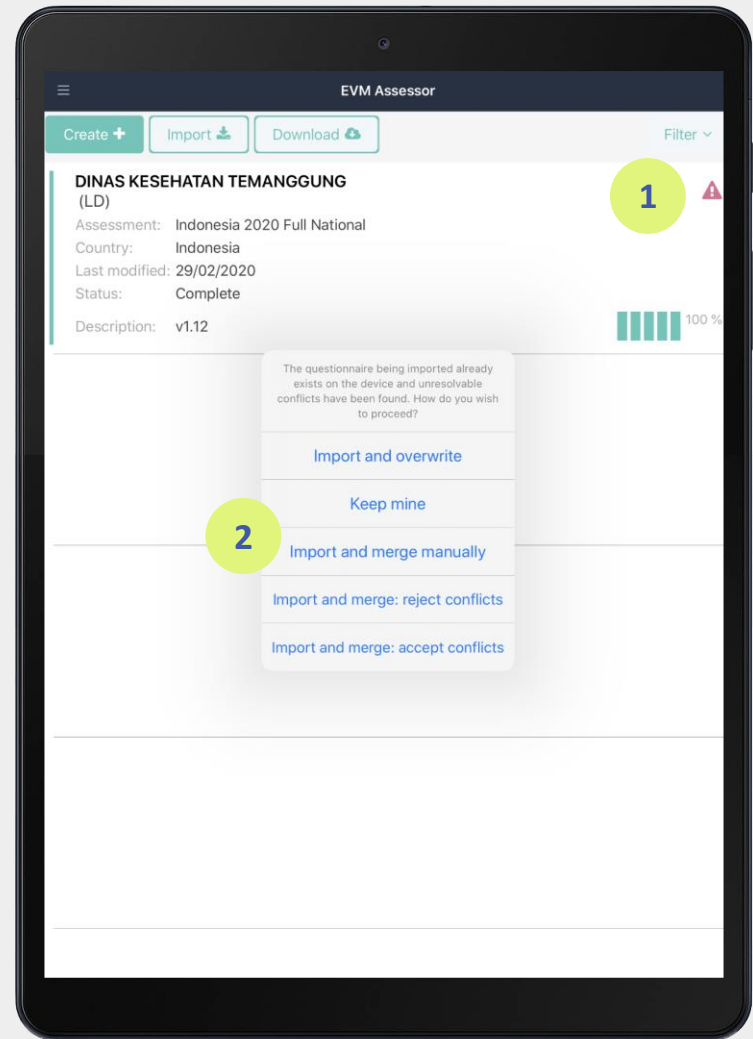 EVM Assessor
Create
Import
Download
Filter
DINAS KESEHATAN TEMANGGUNG
(LD)
1
Assessment: Indonesia 2020 Full National
Country: Indonesia
Last modified: 29/02/2020
Status: Complete
Description: v1.12
100 %
The questionnaire being imported already
exists on the device and unresolvable
conflicts have been found. How do you wish
to proceed?
Import and overwrite
Keep mine
2
Import and merge manually
Import and merge: reject conflicts
Import and merge: accept conflicts